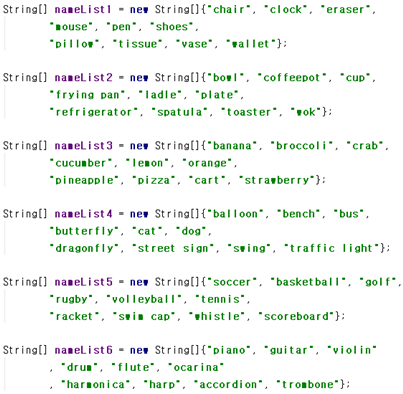 String[] nameList1 = new String[]{"chair", "clock", "eraser",
"mouse", "pen", "shoes",
"pillow", "tissue", "vase", "wallet"};
String[] nameList2 = new String[]{"bowl", "coffeepot", "cup",
"frying pan", "ladle", "plate",
"refrigerator", "spatula", "toaster", "wok"};
String[] nameList3 = new String[]{"banana", "broccoli", "crab",
"cucumber", "lemon", "orange",
"pineapple", "pizza", "cart", "strawberry"};
String[] nameList4 = new String[]{"balloon", "bench", "bus",
"butterfly", "cat", "dog",
"dragonfly", "street sign", "swing", "traffic light"};
String[] nameList5 = new String[]{"soccer", "basketball", "golf",
"rugby", "volleyball", "tennis",
"racket", "swim cap", "whistle", "scoreboard"};
String[] nameList6 = new String[]{"piano", "guitar", "violin"
, "drum", "flute", "ocarina"
, "harmonica", "harp", "accordion", "trombone"};